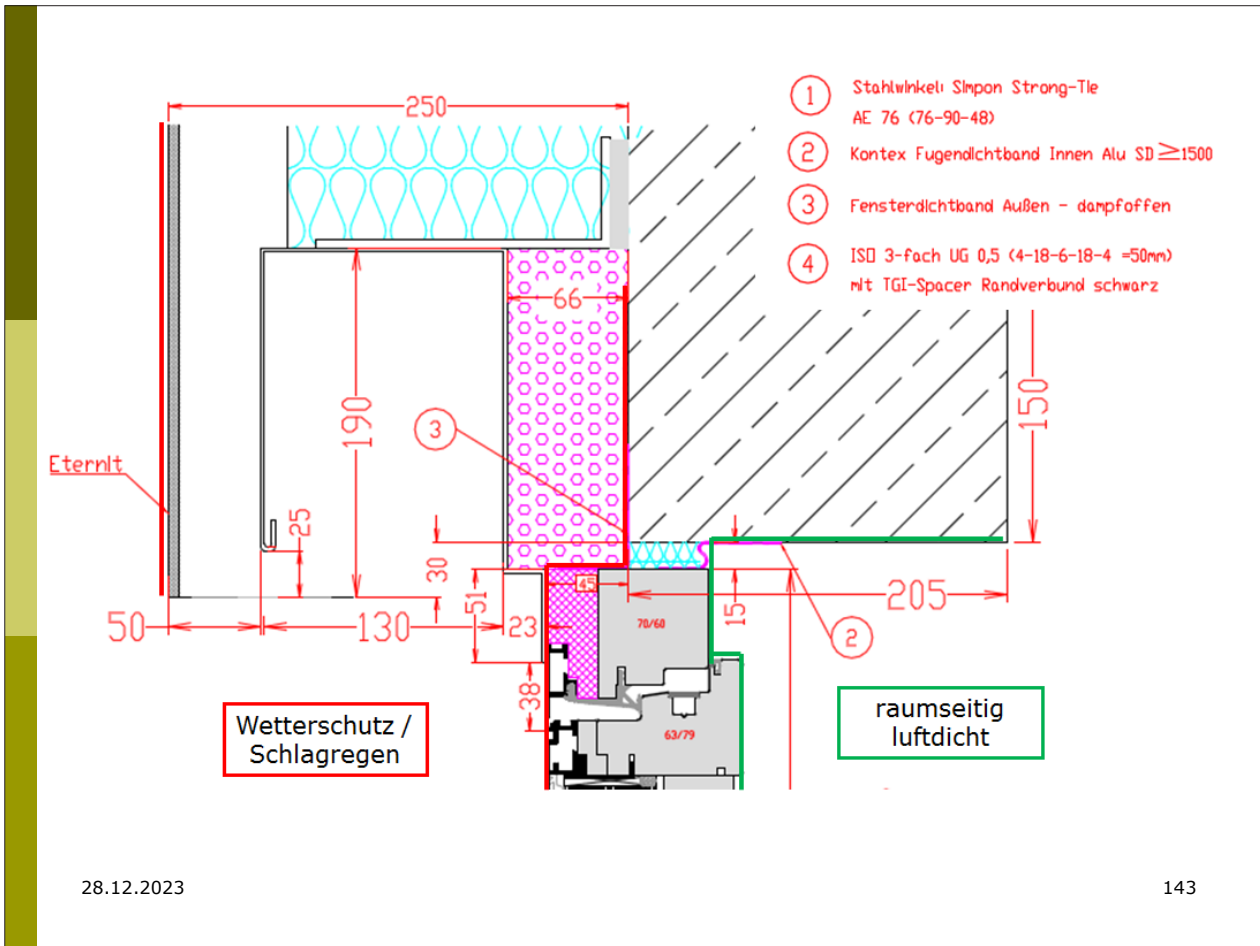 250
1 Stahlwinkel: Simpon Strong-Tie
AE 76 (76-90-48)
2 Kontex Fugendichtband Innen Alu SD ≥1500
3 Fensterdichtband Außen - dampfoffen
4 ISO 3-fach UG 0,5 (4-18-6-18-4 =50mm)
mit TGI-Spacer Randverbund schwarz
66
190
3
150
Eternit
25
30
51
45
15
205
50
130
23
70/60
2
38
63/79
Wetterschutz /
Schlagregen
raumseitig
luftdicht
28.12.2023
143